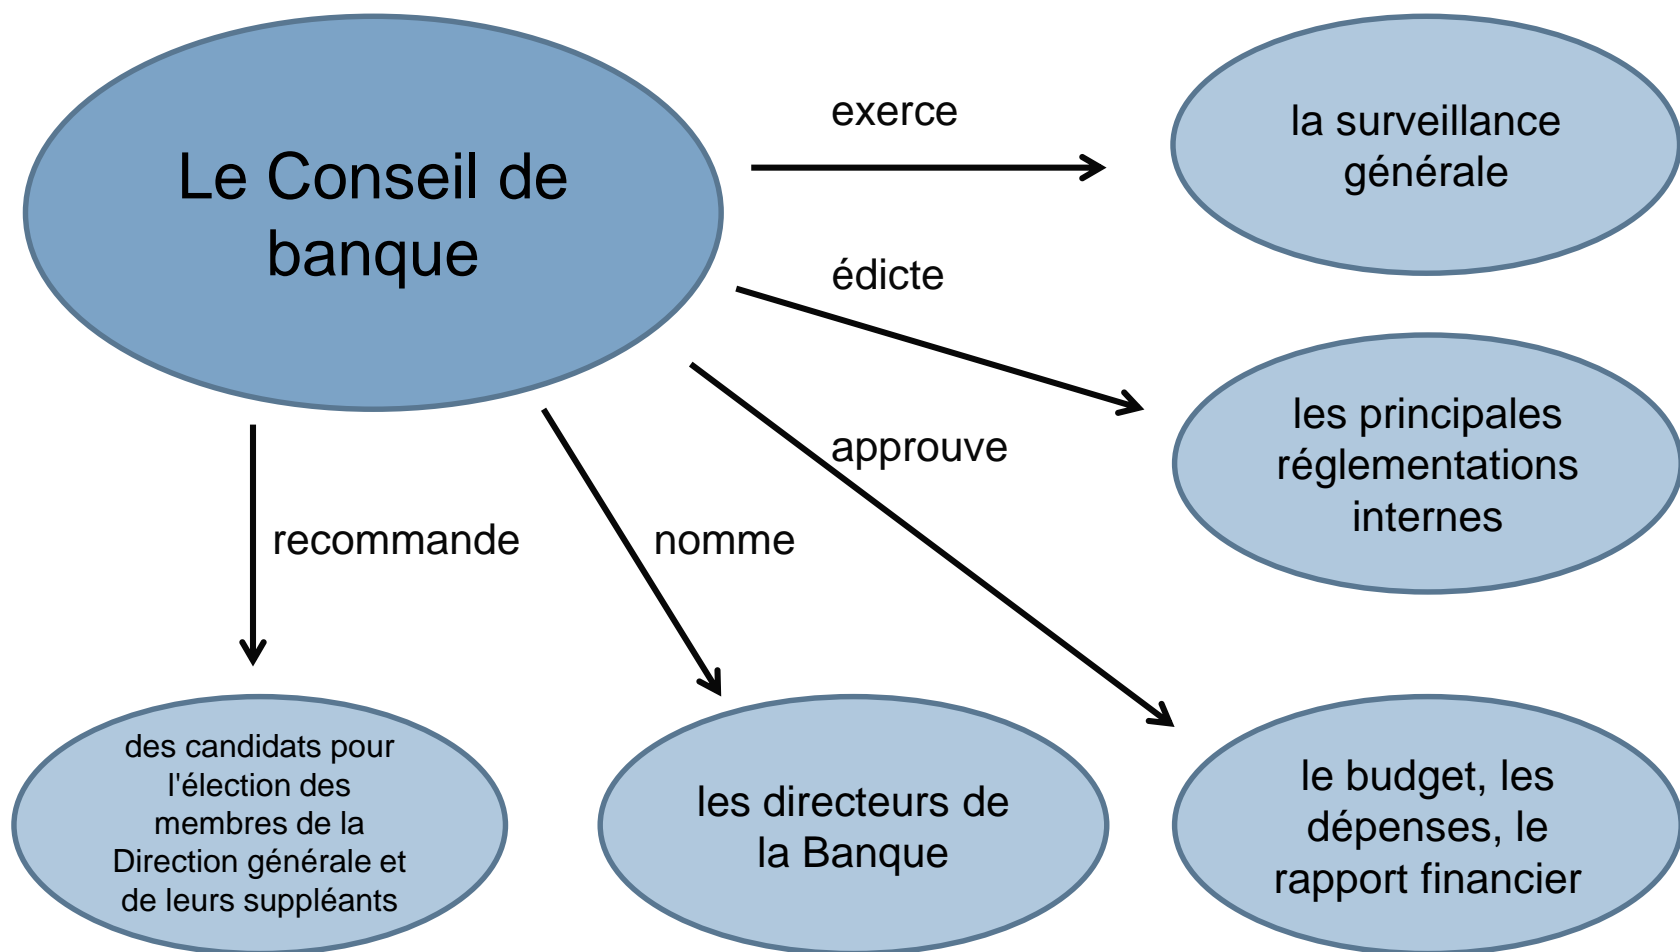 Le Conseil de
banque
exerce
la surveillance
générale
édicte
les principales
réglementations
internes
approuve
le budget, les
dépenses, le
rapport financier
nomme
les directeurs de
la Banque
recommande
des candidats pour
l'élection des
membres de la
Direction générale et
de leurs suppléants